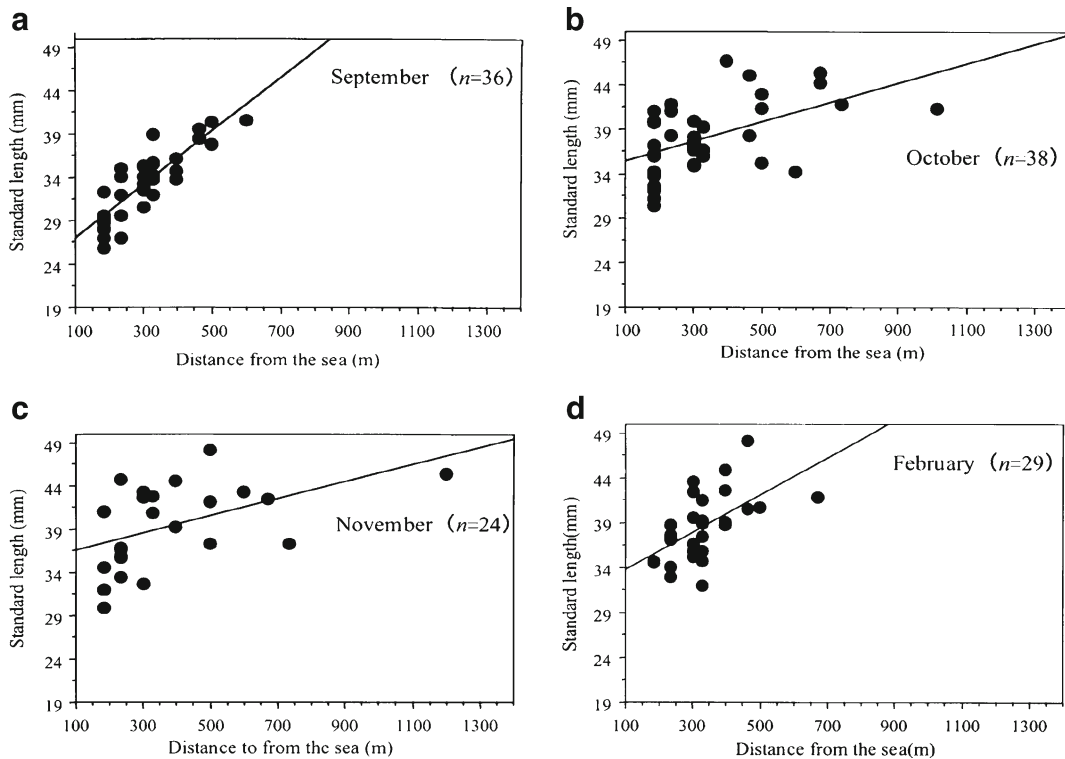 a
Standard length (mm)
49
44
39
34
29
24
19
September (n=36)
100 300 500 700 900 1100 1300
Distance from the sea (m)
b
Standard length (mm)
49
44
39
34
29
24
19
October (n=38)
100 300 500 700 900 1100 1300
Distance from the sea (m)
c
Standard length (mm)
49
44
39
34
29
24
19
November (n=24)
100 300 500 700 900 1100 1300
Distance to from the sea (m)
d
Standard length(mm)
49
44
39
34
29
24
19
February (n=29)
100 300 500 700 900 1100 1300
Distance from the sea(m)